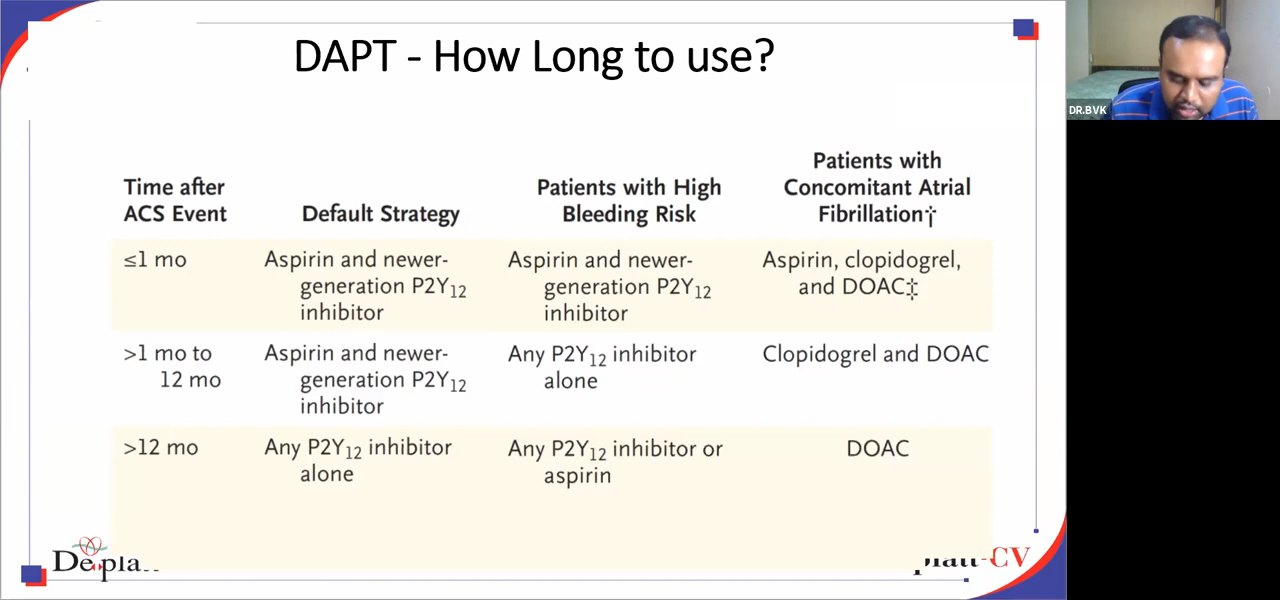 DAPT - How Long to use?
DR.BVK
Time after
ACS Event
Default Strategy
Patients with High
Bleeding Risk
Patients with
Concomitant Atrial
Fibrillation†
≤1 mo
Aspirin and newer-
generation P2Y₁₂
inhibitor
Aspirin and newer-
generation P2Y₁₂
inhibitor
Aspirin, clopidogrel,
and DOAC‡
>1 mo to
12 mo
Aspirin and newer-
generation P2Y₁₂
inhibitor
Any P2Y₁₂ inhibitor
alone
Clopidogrel and DOAC
>12 mo
Any P2Y₁₂ inhibitor
alone
Any P2Y₁₂ inhibitor or
aspirin
DOAC
-CV